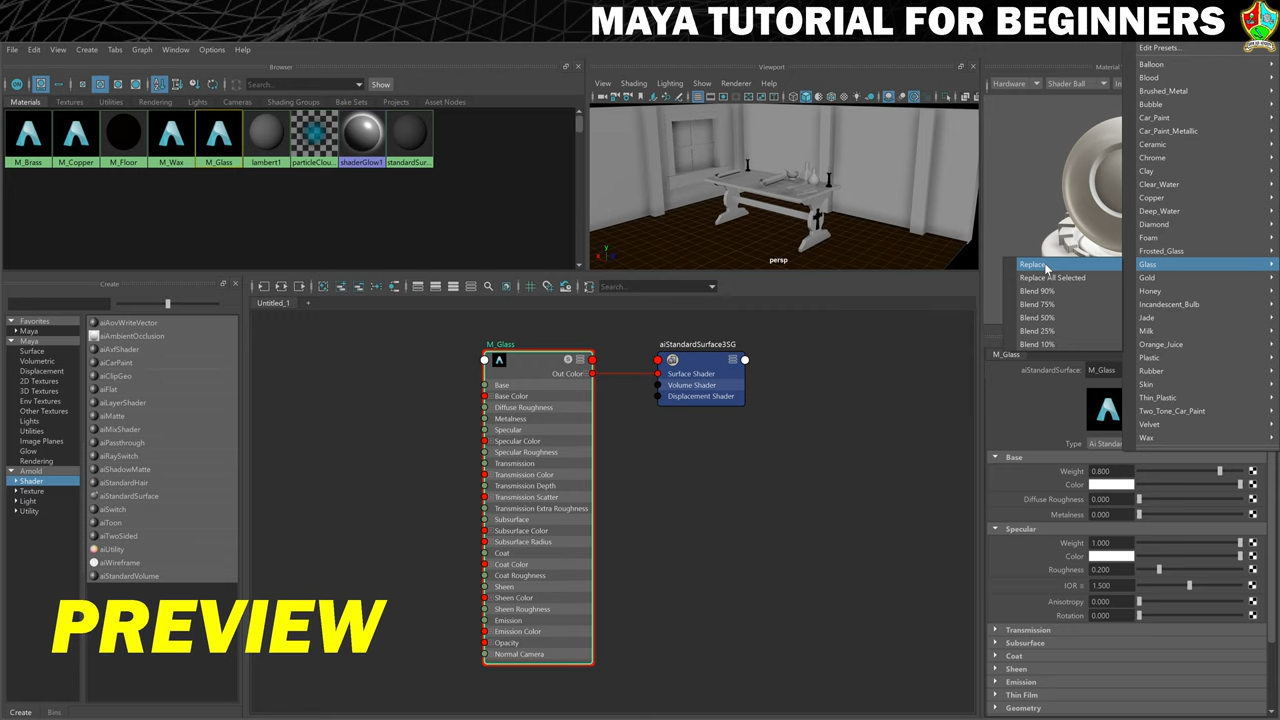 MAYA TUTORIAL FOR BEGINNERS
File Edit View Create Tabs Graph Window Options Help
Browser
Search...
Show
Materials Textures Utilities Rendering Lights Cameras Shading Groups Bake Sets Projects Asset Nodes
M_Brass M_Copper M_Floor M_Wax M_Glass lambert1 particleClou... shaderGlow1 standardSur...
Viewport
View Shading Lighting Show Renderer Help
persp
Material
Hardware Shader Ball
Edit Presets...
Balloon
Blood
Brushed_Metal
Bubble
Car_Paint
Car_Paint_Metallic
Ceramic
Chrome
Clay
Clear_Water
Copper
Deep_Water
Diamond
Foam
Frosted_Glass
Glass
Gold
Honey
Incandescent_Bulb
Jade
Milk
Orange_Juice
Plastic
Rubber
Skin
Thin_Plastic
Two_Tone_Car_Paint
Velvet
Wax
Replace
Replace All Selected
Blend 90%
Blend 75%
Blend 50%
Blend 25%
Blend 10%
Create
Favorites
Maya
Maya
Surface
Volumetric
Displacement
2D Textures
3D Textures
Env Textures
Other Textures
Lights
Utilities
Image Planes
Glow
Rendering
Arnold
Shader
Texture
Light
Utility
aiAovWriteVector
aiAmbientOcclusion
aiAxfShader
aiCarPaint
aiClipGeo
aiFlat
aiLayerShader
aiMatte
aiMixShader
aiPassthrough
aiRaySwitch
aiShadowMatte
aiStandardHair
aiStandardSurface
aiSwitch
aiToon
aiTwoSided
aiUtility
aiWireframe
aiStandardVolume
Create Bins
PREVIEW
Search...
Untitled_1 +
M_Glass
Out Color
Base
Base Color
Diffuse Roughness
Metalness
Specular
Specular Color
Specular Roughness
Transmission
Transmission Color
Transmission Depth
Transmission Scatter
Transmission Extra Roughness
Subsurface
Subsurface Color
Subsurface Radius
Coat
Coat Color
Coat Roughness
Sheen
Sheen Color
Sheen Roughness
Emission
Emission Color
Opacity
Normal Camera
aiStandardSurface3SG
Surface Shader
Volume Shader
Displacement Shader
M_Glass
aiStandardSurface: M_Glass
Type Ai Standar
Base
Weight 0.800
Color
Diffuse Roughness 0.000
Metalness 0.000
Specular
Weight 1.000
Color
Roughness 0.200
IOR 1.500
Anisotropy 0.000
Rotation 0.000
Transmission
Subsurface
Coat
Sheen
Emission
Thin Film
Geometry